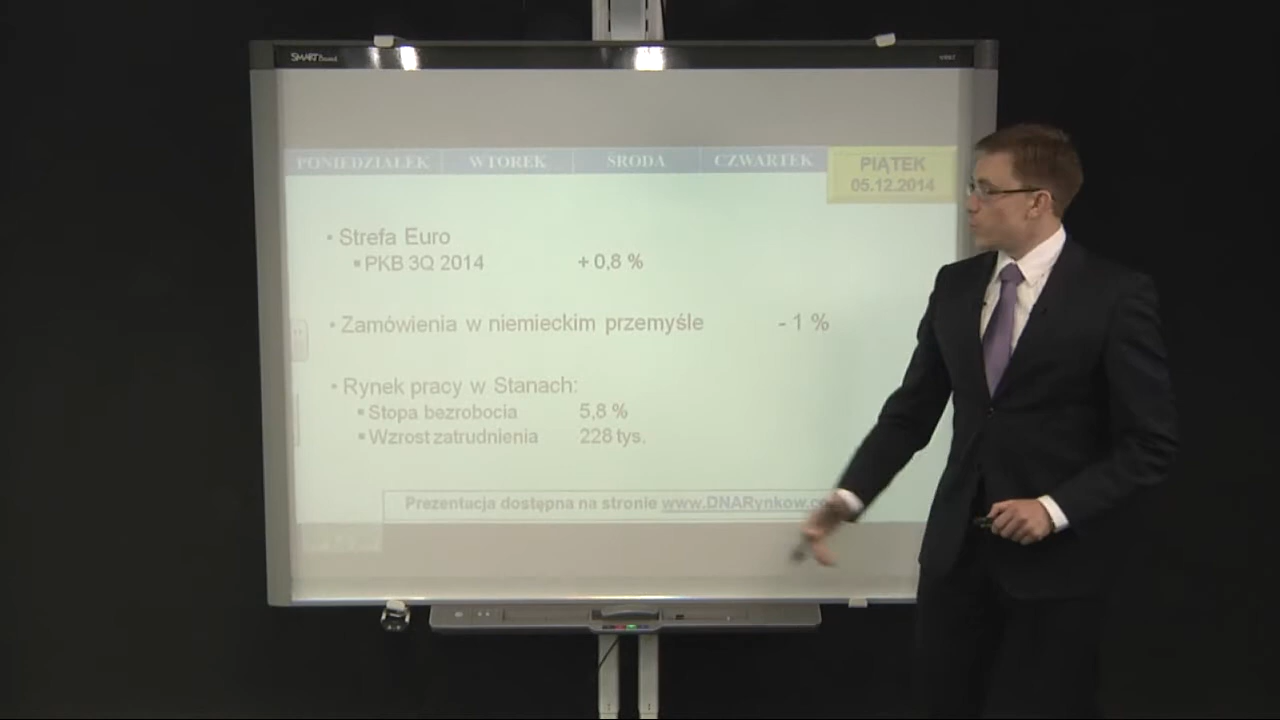 SMART Board
PONIEDZIAŁEK WTOREK ŚRODA CZWARTEK PIĄTEK
05.12.2014
• Strefa Euro
▪ PKB 3Q 2014 + 0,8 %
• Zamówienia w niemieckim przemyśle - 1 %
• Rynek pracy w Stanach:
▪ Stopa bezrobocia 5,8 %
▪ Wzrost zatrudnienia 228 tys.
Prezentacja dostępna na stronie www.DNARynkow.co